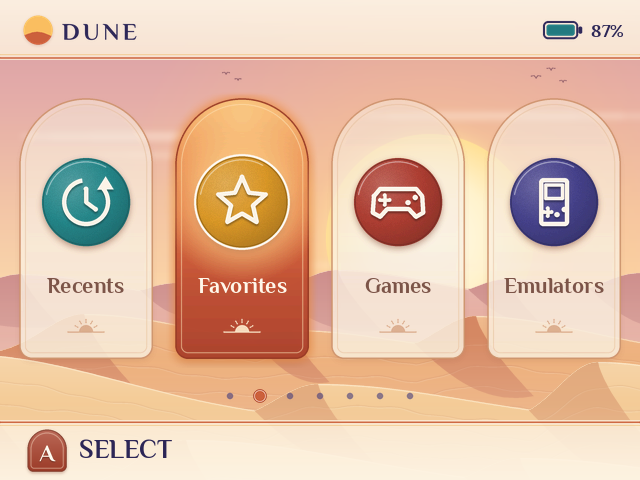 DUNE
87%
Recents
Favorites
Games
Emulators
A SELECT